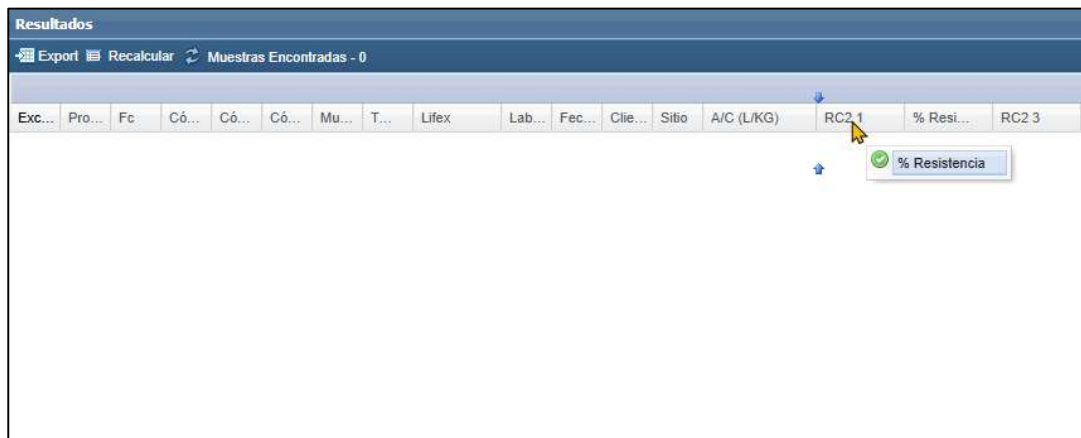 Resultados
Export Recalcular Muestras Encontradas - 0
Exc... Pro... Fc Có... Có... Có... Mu... T... Lifex Lab... Fec... Clie... Sitio A/C (L/KG) RC2 1 % Resi... RC2 3
% Resistencia